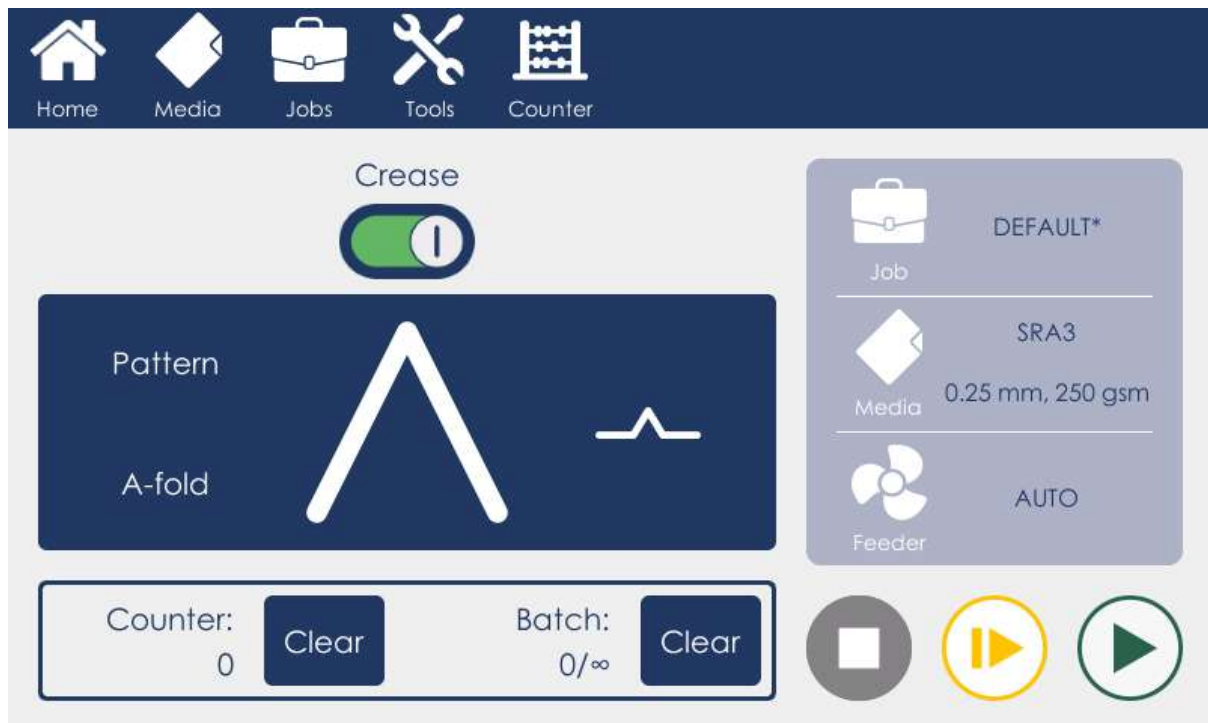 Home Media Jobs Tools Counter
Crease
Pattern
A-fold
Counter:
0
Clear
Batch:
0/∞
Clear
DEFAULT*
Job
SRA3
0.25 mm, 250 gsm
Media
AUTO
Feeder